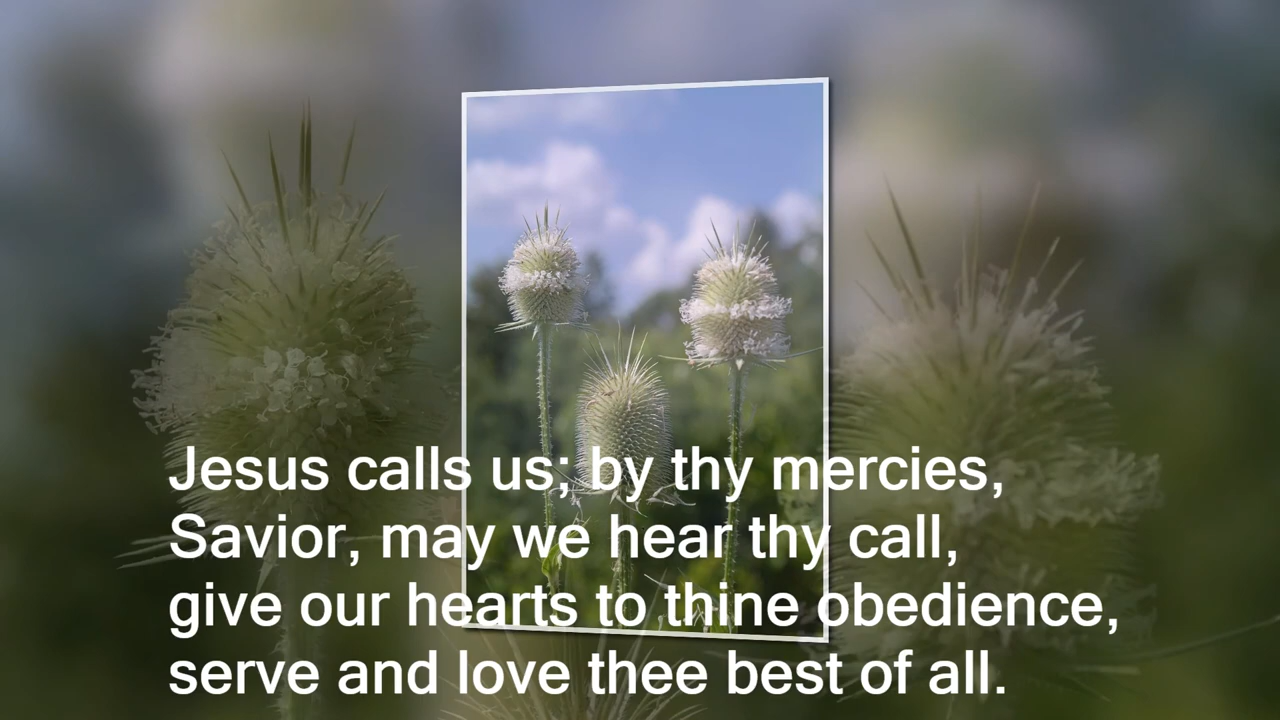 Jesus calls us; by thy mercies,
Savior, may we hear thy call,
give our hearts to thine obedience,
serve and love thee best of all.